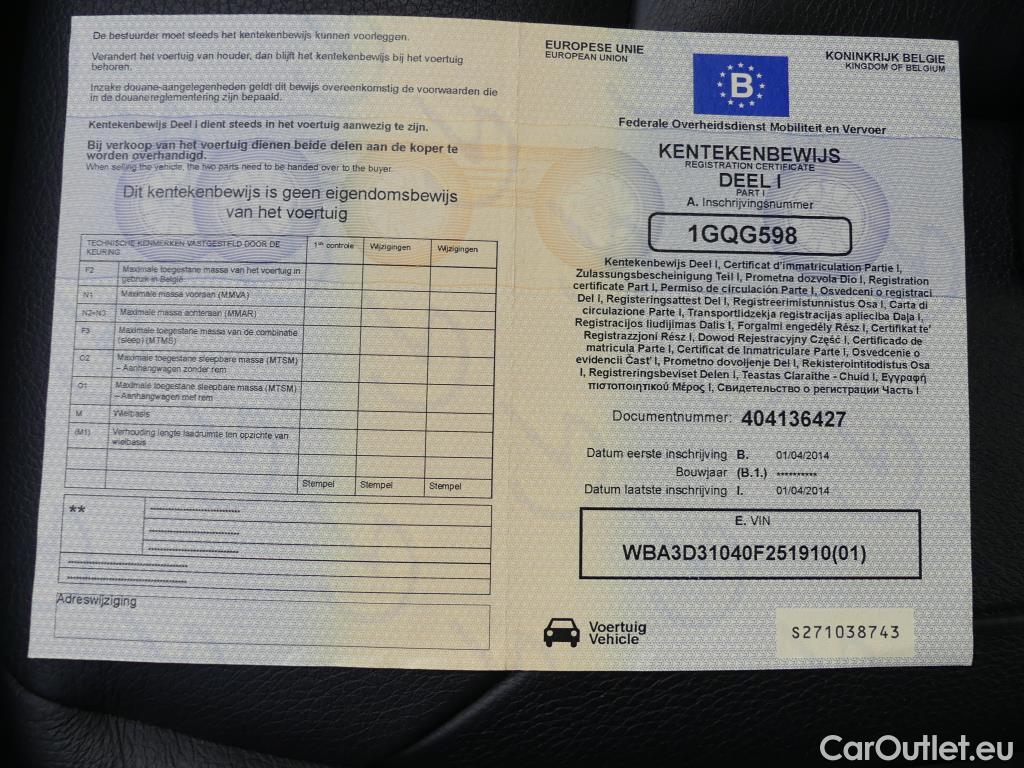 De bestuurder moet steeds het kentekenbewijs kunnen voorleggen.
Verandert het voertuig van houder, dan blijft het kentekenbewijs bij het voertuig
behoren.
Inzake douane-aangelegenheden geldt dit bewijs overeenkomstig de voorwaarden die
in de douanereglementering zijn bepaald.
Kentekenbewijs Deel I dient steeds in het voertuig aanwezig te zijn.
Bij verkoop van het voertuig dienen beide delen aan de koper te
worden overhandigd.
When selling the vehicle, the two parts need to be handed over to the buyer.
Dit kentekenbewijs is geen eigendomsbewijs
van het voertuig
TECHNISCHE KENMERKEN VASTGESTELD DOOR DE
KEURING
1ste controle
Wijzigingen
Wijzigingen
F2 Maximale toegestane massa van het voertuig in
gebruik in België
N1 Maximale massa vooraan (MMVA)
N2=N3 Maximale massa achteraan (MMAR)
F3 Maximale toegestane massa van de combinatie
(sleep) (MTMS)
O2 Maximale toegestane sleepbare massa (MTSM)
– Aanhangwagen zonder rem
O1 Maximale toegestane sleepbare massa (MTSM)
– Aanhangwagen met rem
M Wielbasis
(M1) Verhouding lengte laadruimte ten opzichte van
wielbasis
Stempel Stempel Stempel
**
Adreswijziging
EUROPESE UNIE
EUROPEAN UNION
B
KONINKRIJK BELGIE
KINGDOM OF BELGIUM
Federale Overheidsdienst Mobiliteit en Vervoer
KENTEKENBEWIJS
REGISTRATION CERTIFICATE
DEEL I
PART I
A. Inschrijvingsnummer
1GQG598
Kentekenbewijs Deel I, Certificat d'immatriculation Partie I,
Zulassungsbescheinigung Teil I, Prometna dozvola Dio I, Registration
certificate Part I, Permiso de circulación Parte I, Osvedceni o registraci
Del I, Registeringsattest Del I, Registreerimistunnistus Osa I, Carta di
circulazione Parte I, Transportlidzekja registracijas aplieciba Daļa I,
Registracijos liudijimas Dalis I, Forgalmi engedély Rész I, Certifikat te'
Registrazzjoni Rész I, Dowod Rejestracyjny Część I, Certificado de
matricula Parte I, Certificat de Inmatriculare Parte I, Osvedcenie o
evidencii Čast' I, Prometno dovoljenje Del I, Rekisterointitodistus Osa
I, Registreringsbeviset Delen I, Teastas Claraithe - Chuid I, Εγγραφή
πιστοποιητικού Μέρος I, Свидетельство о регистрации Часть I
Documentnummer: 404136427
Datum eerste inschrijving B. 01/04/2014
Bouwjaar (B.1.) **********
Datum laatste inschrijving I. 01/04/2014
E. VIN
WBA3D31040F251910(01)
Voertuig
Vehicle
S271038743
CarOutlet.eu